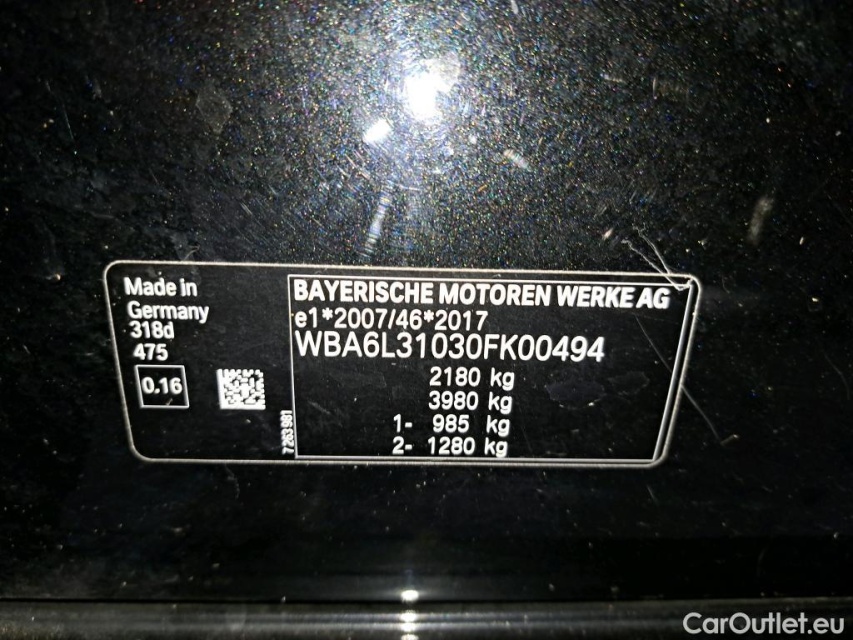 Made in
Germany
318d
475
0.16
7263981
BAYERISCHE MOTOREN WERKE AG
e1*2007/46*2017
WBA6L31030FK00494
2180 kg
3980 kg
1- 985 kg
2- 1280 kg
CarOutlet.eu